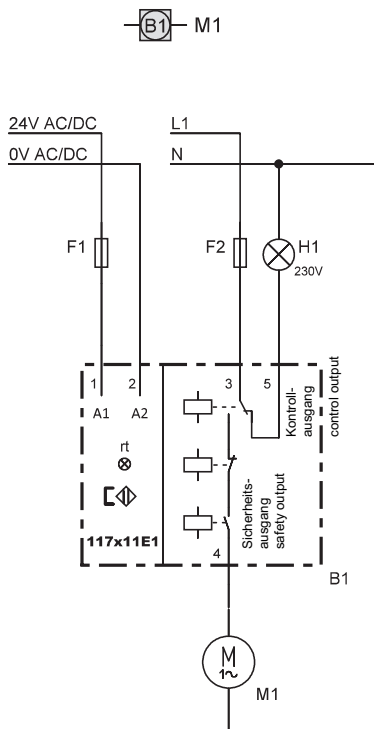 B1 M1
24V AC/DC L1
0V AC/DC N
F1 F2 H1
230V
1 2 3 5
A1 A2
Kontroll-
ausgang
control output
rt
Sicherheits-
ausgang
safety output
117x11E1 4
B1
M
1~
M1